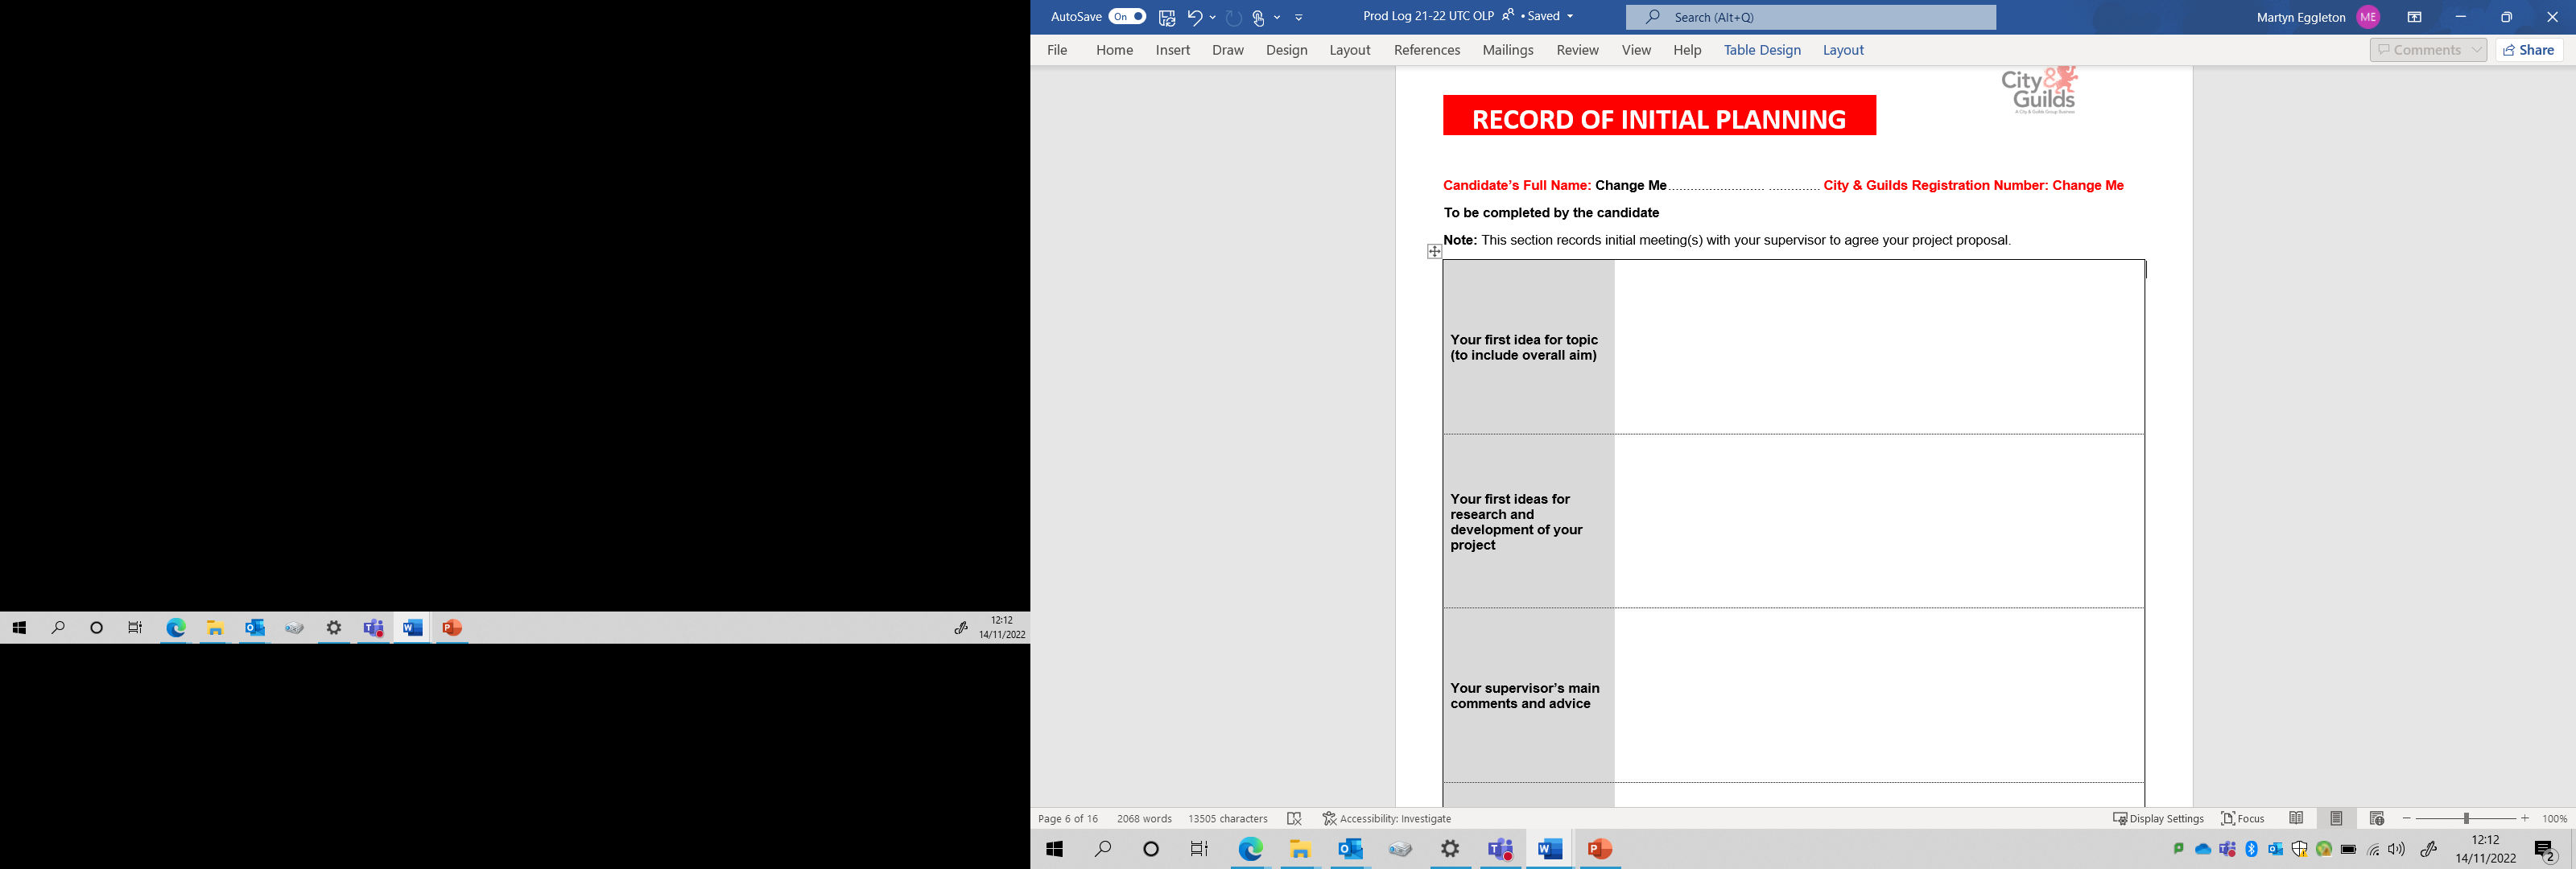 AutoSave On
Prod Log 21-22 UTC OLP • Saved
Search (Alt+Q)
Martyn Eggleton ME
File Home Insert Draw Design Layout References Mailings Review View Help Table Design Layout
Comments Share
City & Guilds
A City & Guilds Group Business
RECORD OF INITIAL PLANNING
Candidate's Full Name: Change Me.......................... .............. City & Guilds Registration Number: Change Me
To be completed by the candidate
Note: This section records initial meeting(s) with your supervisor to agree your project proposal.
Your first idea for topic
(to include overall aim)
Your first ideas for
research and
development of your
project
Your supervisor's main
comments and advice
Page 6 of 16 2068 words 13505 characters Accessibility: Investigate
Display Settings Focus 100%
12:12
14/11/2022
12:12
14/11/2022
2